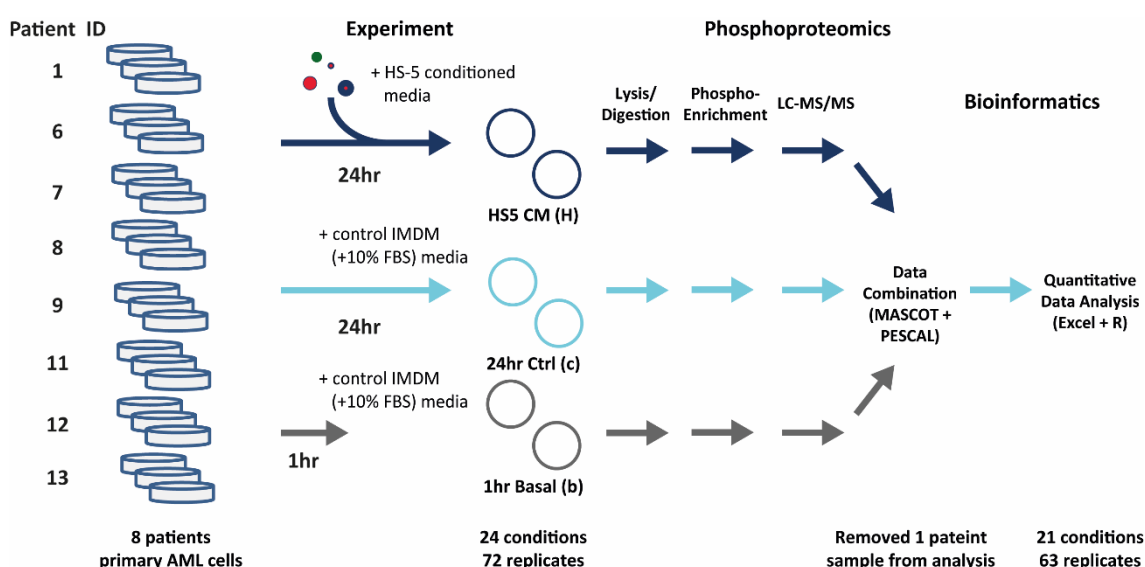 Patient ID
Experiment
Phosphoproteomics
Bioinformatics
1
6
7
8
9
11
12
13
+ HS-5 conditioned
media
24hr
HS5 CM (H)
+ control IMDM
(+10% FBS) media
24hr
24hr Ctrl (c)
+ control IMDM
(+10% FBS) media
1hr
1hr Basal (b)
Lysis/
Digestion
Phospho-
Enrichment
LC-MS/MS
Data
Combination
(MASCOT +
PESCAL)
Quantitative
Data Analysis
(Excel + R)
8 patients
primary AML cells
24 conditions
72 replicates
Removed 1 pateint
sample from analysis
21 conditions
63 replicates